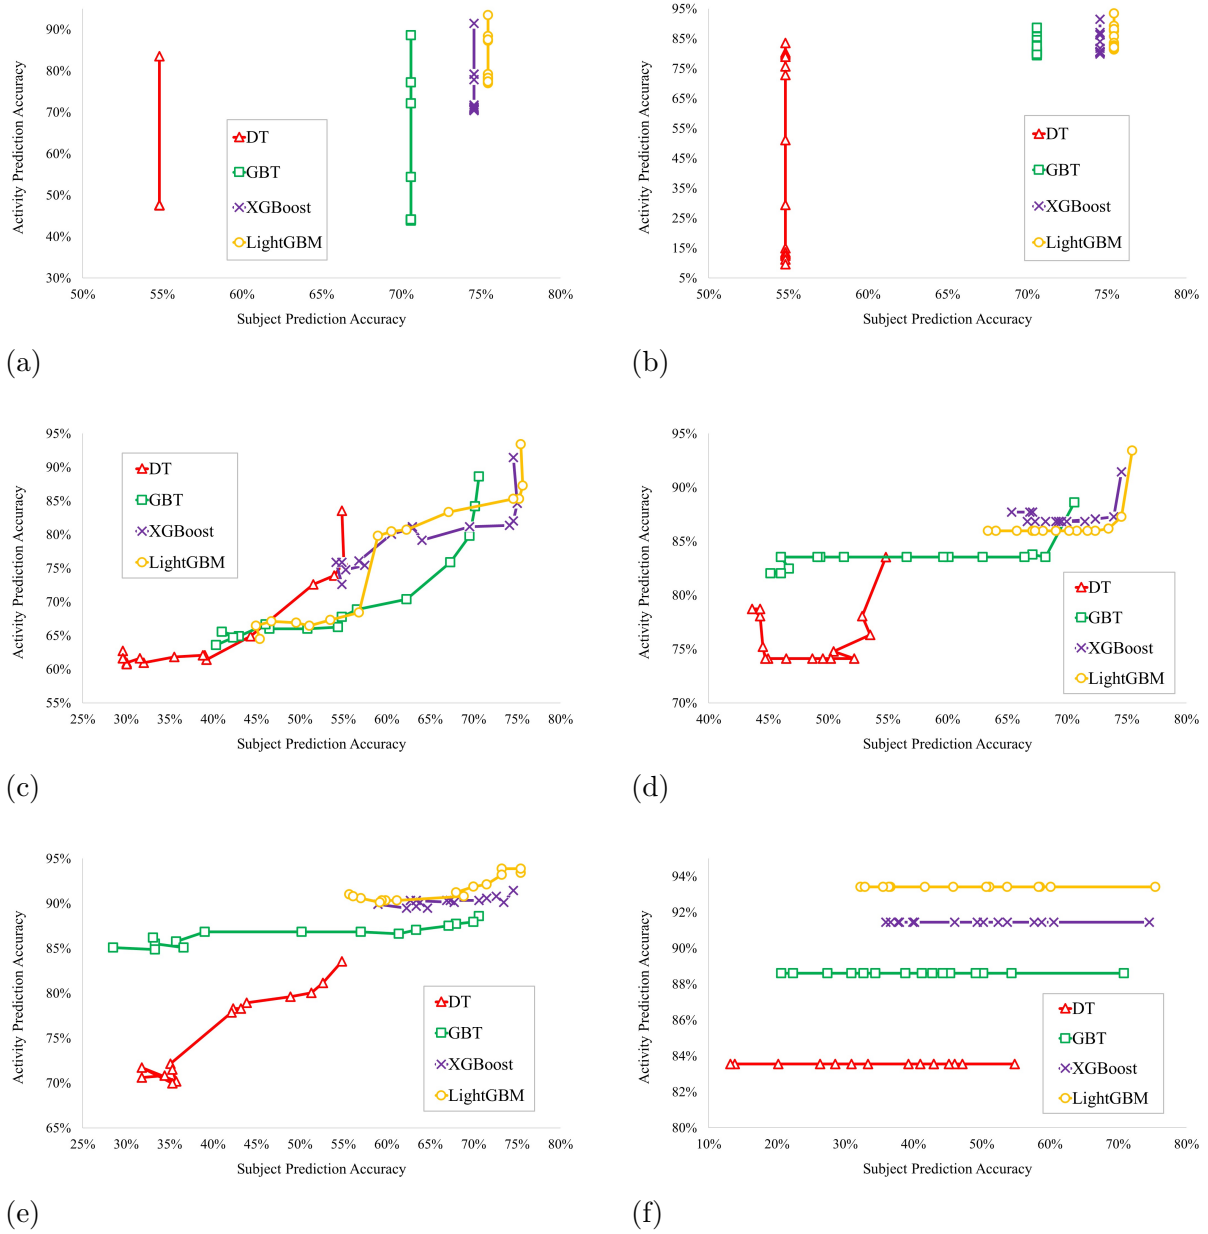 90%
80%
70%
60%
50%
40%
30%
Activity Prediction Accuracy
DT
GBT
XGBoost
LightGBM
50% 55% 60% 65% 70% 75% 80%
Subject Prediction Accuracy
(a)
95%
85%
75%
65%
55%
45%
35%
25%
15%
5%
Activity Prediction Accuracy
DT
GBT
XGBoost
LightGBM
50% 55% 60% 65% 70% 75% 80%
Subject Prediction Accuracy
(b)
95%
90%
85%
80%
75%
70%
65%
60%
55%
Activity Prediction Accuracy
DT
GBT
XGBoost
LightGBM
25% 30% 35% 40% 45% 50% 55% 60% 65% 70% 75% 80%
Subject Prediction Accuracy
(c)
95%
90%
85%
80%
75%
70%
Activity Prediction Accuracy
DT
GBT
XGBoost
LightGBM
40% 45% 50% 55% 60% 65% 70% 75% 80%
Subject Prediction Accuracy
(d)
95%
90%
85%
80%
75%
70%
65%
Activity Prediction Accuracy
DT
GBT
XGBoost
LightGBM
25% 30% 35% 40% 45% 50% 55% 60% 65% 70% 75% 80%
Subject Prediction Accuracy
(e)
94%
92%
90%
88%
86%
84%
82%
80%
Activity Prediction Accuracy
DT
GBT
XGBoost
LightGBM
10% 20% 30% 40% 50% 60% 70% 80%
Subject Prediction Accuracy
(f)